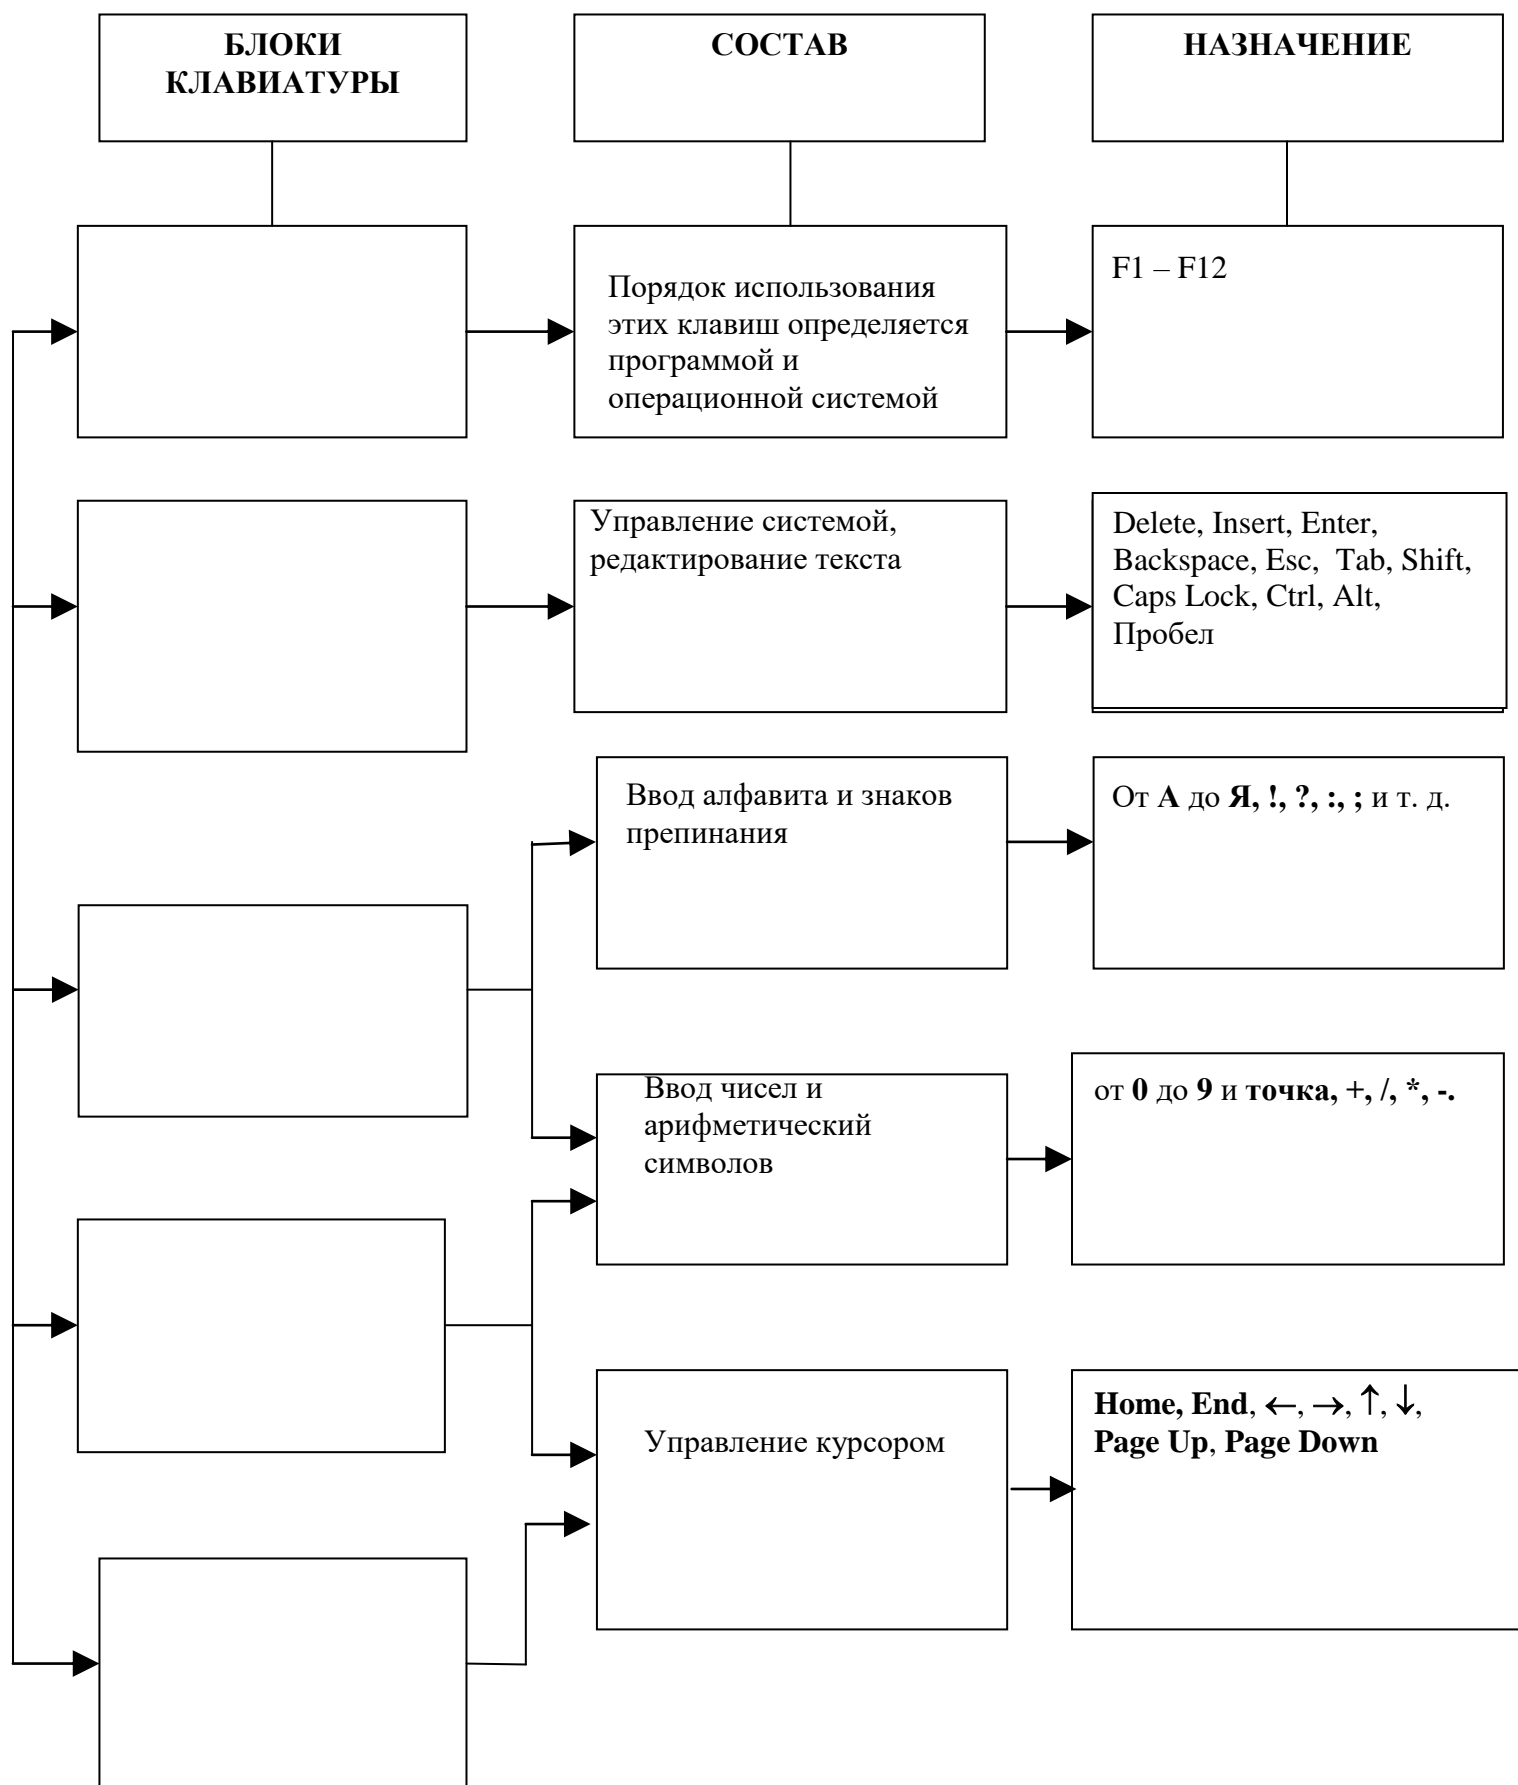 БЛОКИ
КЛАВИАТУРЫ
СОСТАВ
НАЗНАЧЕНИЕ
Порядок использования
этих клавиш определяется
программой и
операционной системой
F1 – F12
Управление системой,
редактирование текста
Delete, Insert, Enter,
Backspace, Esc, Tab, Shift,
Caps Lock, Ctrl, Alt,
Пробел
Ввод алфавита и знаков
препинания
От А до Я, !, ?, :, ; и т. д.
Ввод чисел и
арифметический
символов
от 0 до 9 и точка, +, /, *, -.
Управление курсором
Home, End, ←, →, ↑, ↓,
Page Up, Page Down